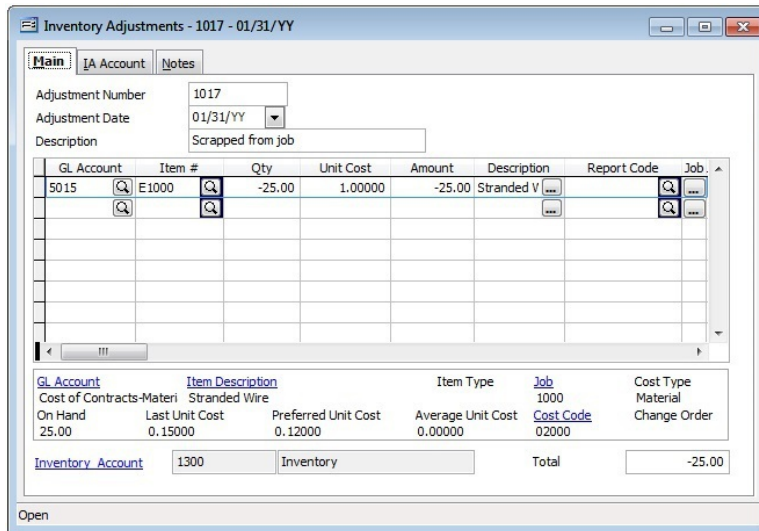 Inventory Adjustments - 1017 - 01/31/YY
Main IA Account Notes
Adjustment Number 1017
Adjustment Date 01/31/YY
Description Scrapped from job
GL Account Item # Qty Unit Cost Amount Description Report Code Job
5015 E1000 -25.00 1.00000 -25.00 Stranded
GL Account Item Description Item Type Job Cost Type
Cost of Contracts-Materi Stranded Wire 1000 Material
On Hand Last Unit Cost Preferred Unit Cost Average Unit Cost Cost Code Change Order
25.00 0.15000 0.12000 0.00000 02000
Inventory Account 1300 Inventory Total -25.00
Open